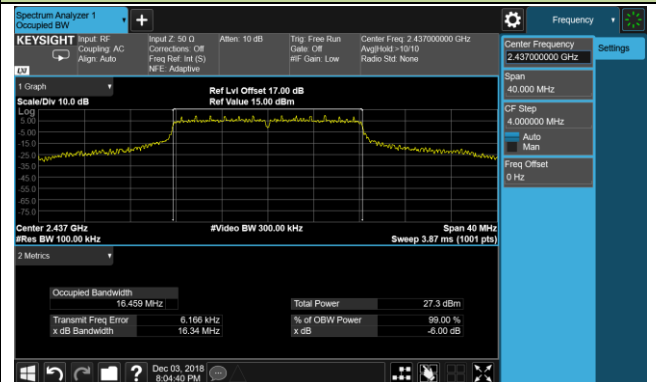 Spectrum Analyzer 1
Occupied BW
Frequency
KEYSIGHT
Input: RF
Coupling: AC
Align: Auto
Input Z: 50 Ω
Corrections: Off
Freq Ref: Int (S)
NFE: Adaptive
Atten: 10 dB
Trig: Free Run
Gate: Off
#IF Gain: Low
Center Freq: 2.437000000 GHz
Avg|Hold:>10/10
Radio Std: None
LXI
Center Frequency
2.437000000 GHz
Settings
Span
40.000 MHz
CF Step
4.000000 MHz
Auto
Man
Freq Offset
0 Hz
1 Graph
Scale/Div 10.0 dB
Ref Lvl Offset 17.00 dB
Ref Value 15.00 dBm
Log
5.00
-5.00
-15.0
-25.0
-35.0
-45.0
-55.0
-65.0
-75.0
Center 2.437 GHz
#Res BW 100.00 kHz
#Video BW 300.00 kHz
Span 40 MHz
Sweep 3.87 ms (1001 pts)
2 Metrics
Occupied Bandwidth
16.459 MHz
Total Power 27.3 dBm
Transmit Freq Error 6.166 kHz
% of OBW Power 99.00 %
x dB Bandwidth 16.34 MHz
x dB -6.00 dB
?
Dec 03, 2018
8:04:40 PM